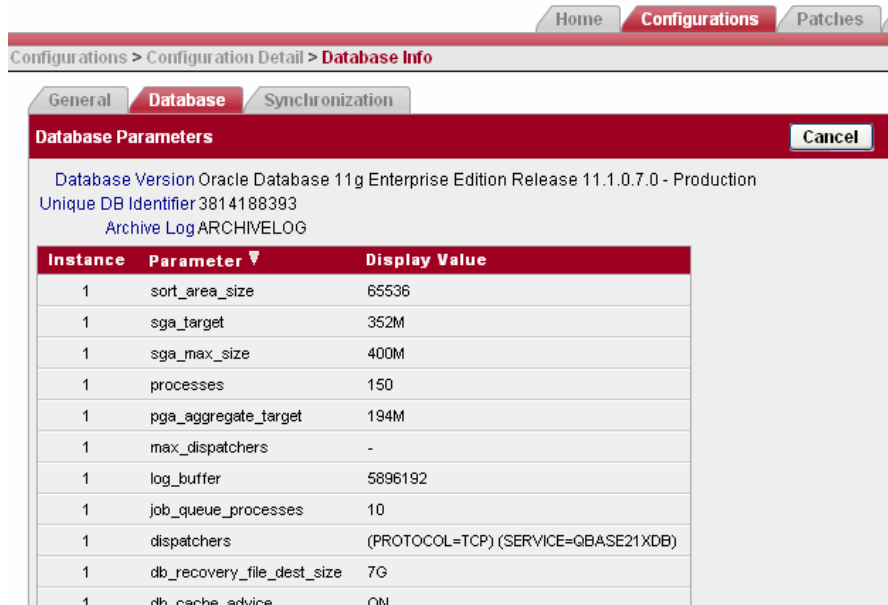 Home Configurations Patches
Configurations > Configuration Detail > Database Info
General Database Synchronization
Database Parameters Cancel
Database Version Oracle Database 11g Enterprise Edition Release 11.1.0.7.0 - Production
Unique DB Identifier 3814188393
Archive Log ARCHIVELOG
Instance Parameter Display Value
1 sort_area_size 65536
1 sga_target 352M
1 sga_max_size 400M
1 processes 150
1 pga_aggregate_target 194M
1 max_dispatchers -
1 log_buffer 5896192
1 job_queue_processes 10
1 dispatchers (PROTOCOL=TCP) (SERVICE=QBASE21XDB)
1 db_recovery_file_dest_size 7G
1 db_cache_advice ON